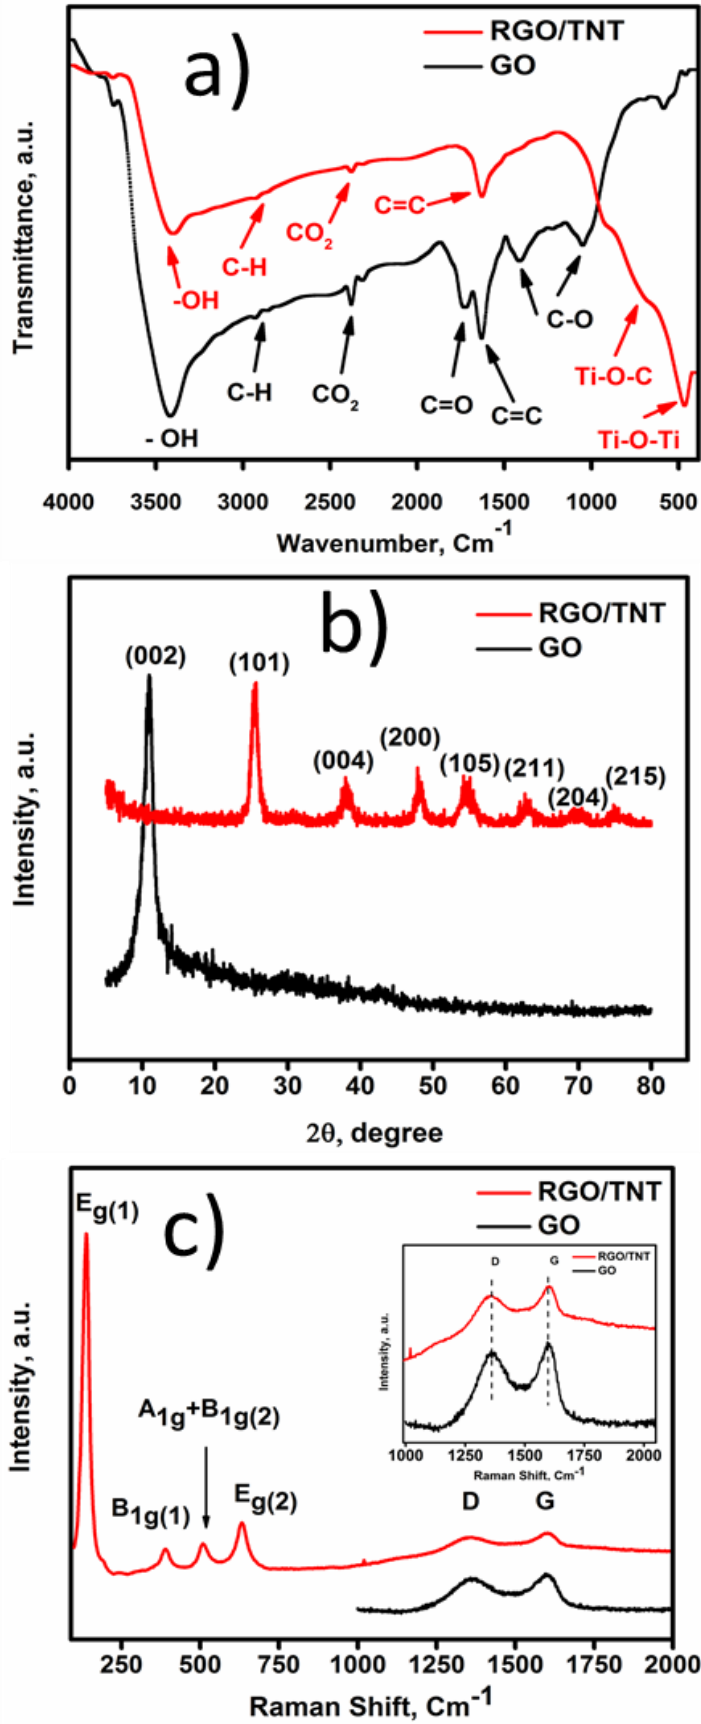 RGO/TNT
GO
a)
Transmittance, a.u.
-OH
C-H
CO2
C=C
Ti-O-C
Ti-O-Ti
- OH
C-H
CO2
C=O
C=C
C-O
4000 3500 3000 2500 2000 1500 1000 500
Wavenumber, Cm-1
RGO/TNT
GO
b)
Intensity, a.u.
(002)
(101)
(004)
(200)
(105)
(211)
(204)
(215)
0 10 20 30 40 50 60 70 80
2θ, degree
RGO/TNT
GO
c)
Intensity, a.u.
Eg(1)
A1g+B1g(2)
B1g(1)
Eg(2)
D G
RGO/TNT
GO
D G
Intensity, a.u.
1000 1250 1500 1750 2000
Raman Shift, Cm-1
250 500 750 1000 1250 1500 1750 2000
Raman Shift, Cm-1